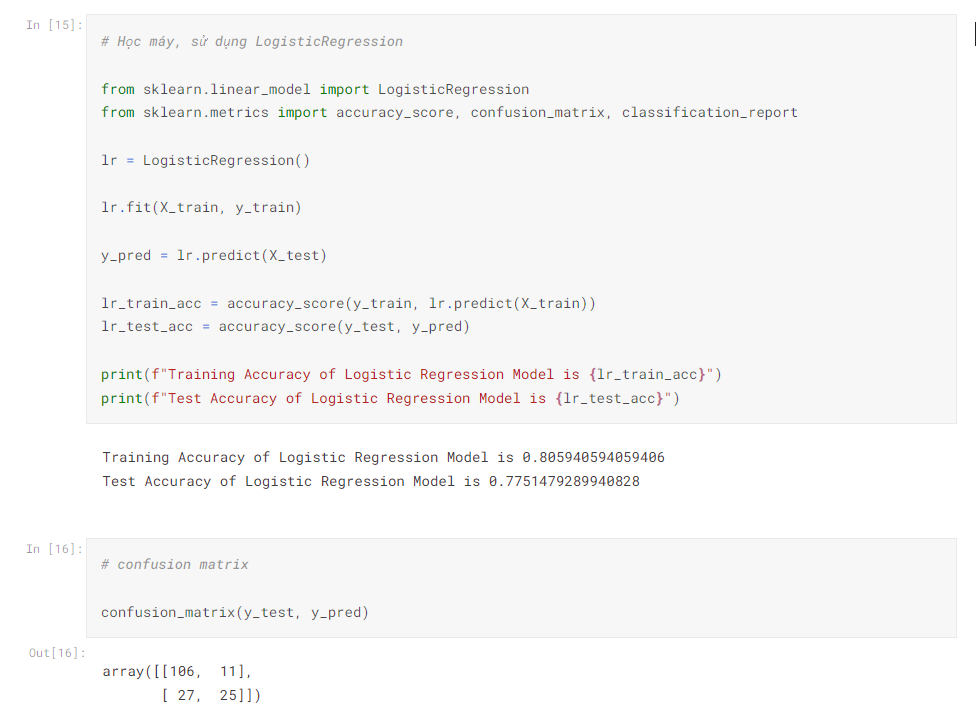 In [15]:
# Học máy, sử dụng LogisticRegression
from sklearn.linear_model import LogisticRegression
from sklearn.metrics import accuracy_score, confusion_matrix, classification_report
lr = LogisticRegression()
lr.fit(X_train, y_train)
y_pred = lr.predict(X_test)
lr_train_acc = accuracy_score(y_train, lr.predict(X_train))
lr_test_acc = accuracy_score(y_test, y_pred)
print(f"Training Accuracy of Logistic Regression Model is {lr_train_acc}")
print(f"Test Accuracy of Logistic Regression Model is {lr_test_acc}")
Training Accuracy of Logistic Regression Model is 0.805940594059406
Test Accuracy of Logistic Regression Model is 0.7751479289940828
In [16]:
# confusion matrix
confusion_matrix(y_test, y_pred)
Out[16]:
array([[106,  11],
       [ 27,  25]])